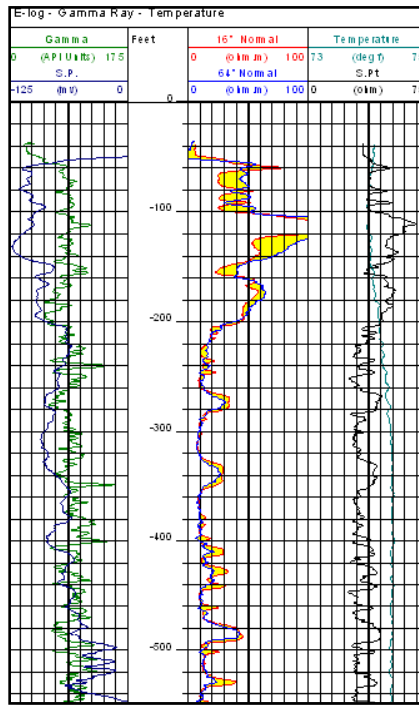 E-log - Gamma Ray - Temperature
Gamma Feet 16" Normal Temperature
0 (API Units) 175 0 (ohm.m) 100 73 (deg f)
S.P. 64" Normal S.Pt
-125 (mV) 0 0 (ohm.m) 100 0 (ohm)
0
-100
-200
-300
-400
-500